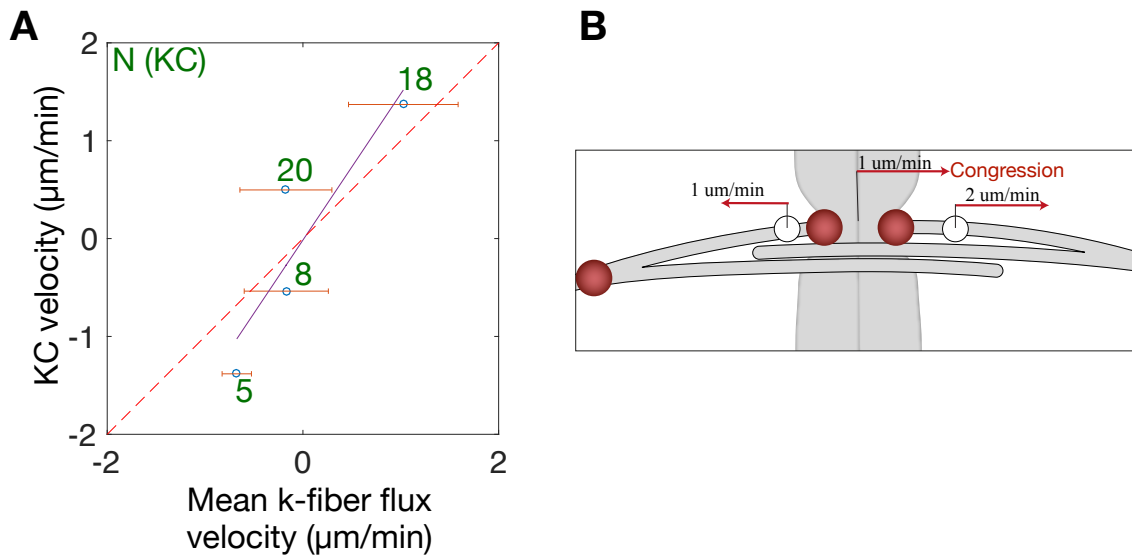 A
N (KC)
2
1
0
-1
-2
18
20
8
5
-2
0
2
KC velocity (µm/min)
Mean k-fiber flux
velocity (µm/min)
B
1 um/min
Congression
1 um/min
2 um/min